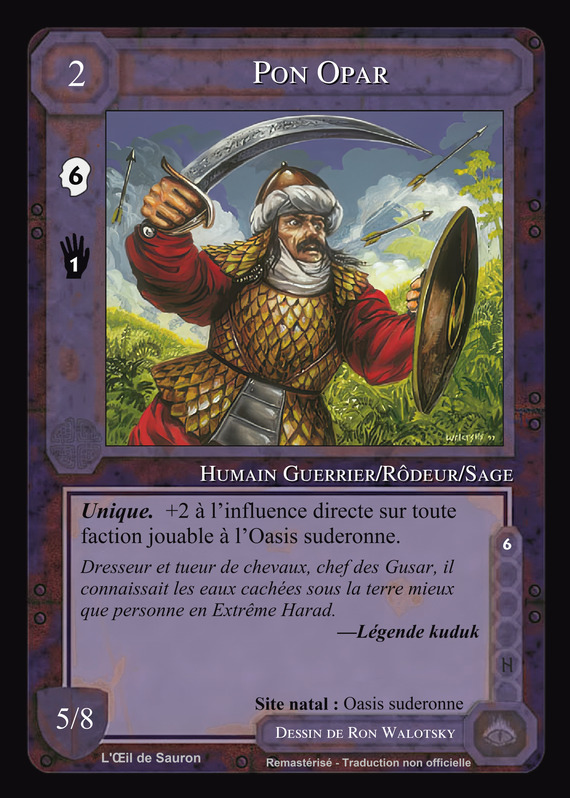 2
Pon Opar
6
1
Walotsky 97
Humain Guerrier/Rôdeur/Sage
Unique. +2 à l'influence directe sur toute
faction jouable à l'Oasis suderonne.
Dresseur et tueur de chevaux, chef des Gusar, il
connaissait les eaux cachées sous la terre mieux
que personne en Extrême Harad.
—Légende kuduk
6
Site natal : Oasis suderonne
5/8
Dessin de Ron Walotsky
L'Œil de Sauron
Remastérisé - Traduction non officielle